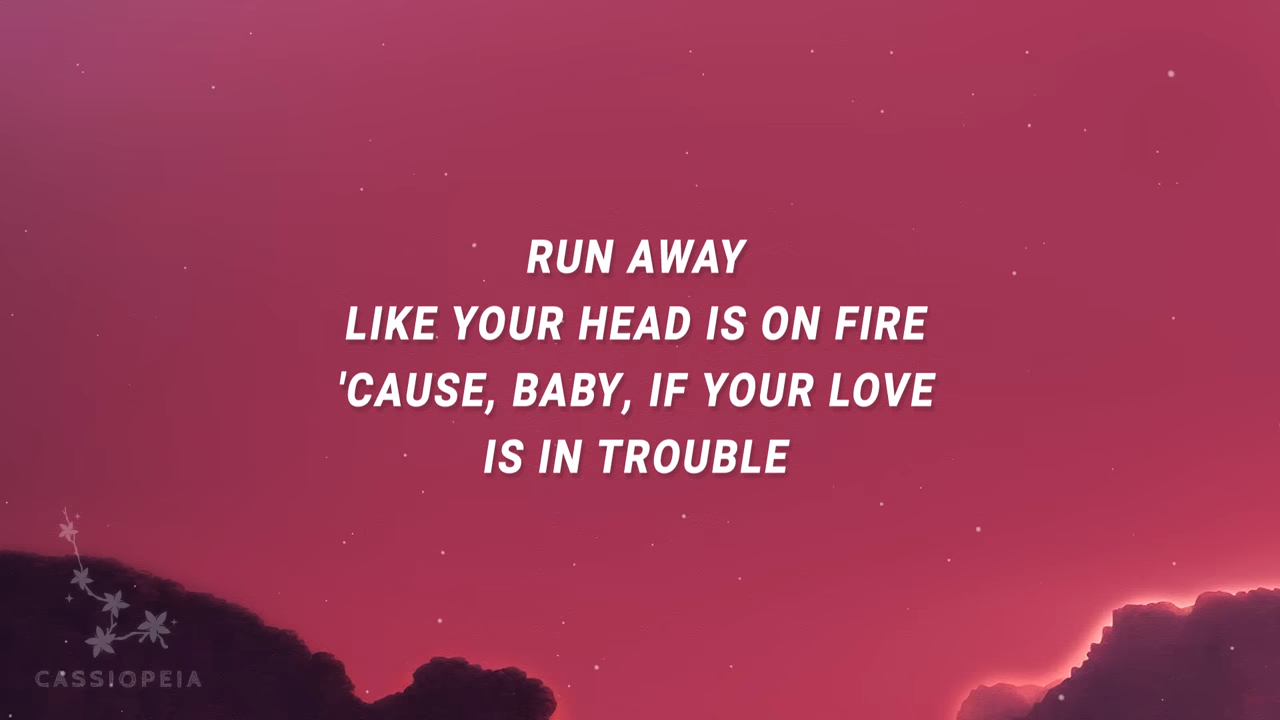 RUN AWAY
LIKE YOUR HEAD IS ON FIRE
'CAUSE, BABY, IF YOUR LOVE
IS IN TROUBLE
CASSIOPEIA